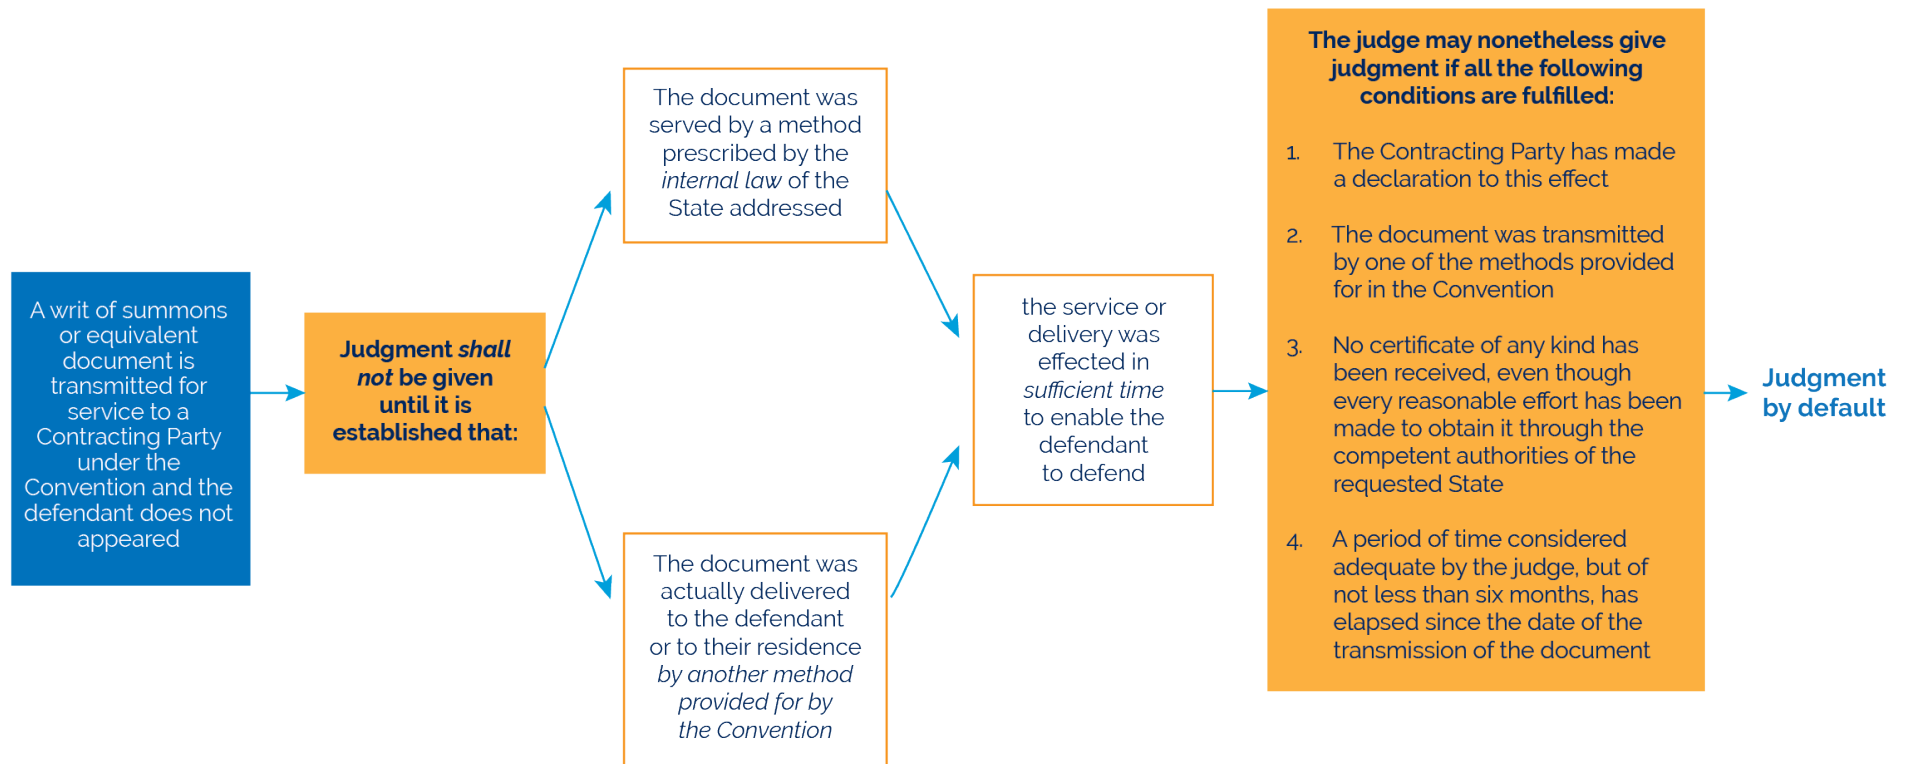 A writ of summons
or equivalent
document is
transmitted for
service to a
Contracting Party
under the
Convention and the
defendant does not
appeared
Judgment shall
not be given
until it is
established that:
The document was
served by a method
prescribed by the
internal law of the
State addressed
The document was
actually delivered
to the defendant
or to their residence
by another method
provided for by
the Convention
the service or
delivery was
effected in
sufficient time
to enable the
defendant
to defend
The judge may nonetheless give
judgment if all the following
conditions are fulfilled:
1. The Contracting Party has made
a declaration to this effect
2. The document was transmitted
by one of the methods provided
for in the Convention
3. No certificate of any kind has
been received, even though
every reasonable effort has been
made to obtain it through the
competent authorities of the
requested State
4. A period of time considered
adequate by the judge, but of
not less than six months, has
elapsed since the date of the
transmission of the document
Judgment
by default